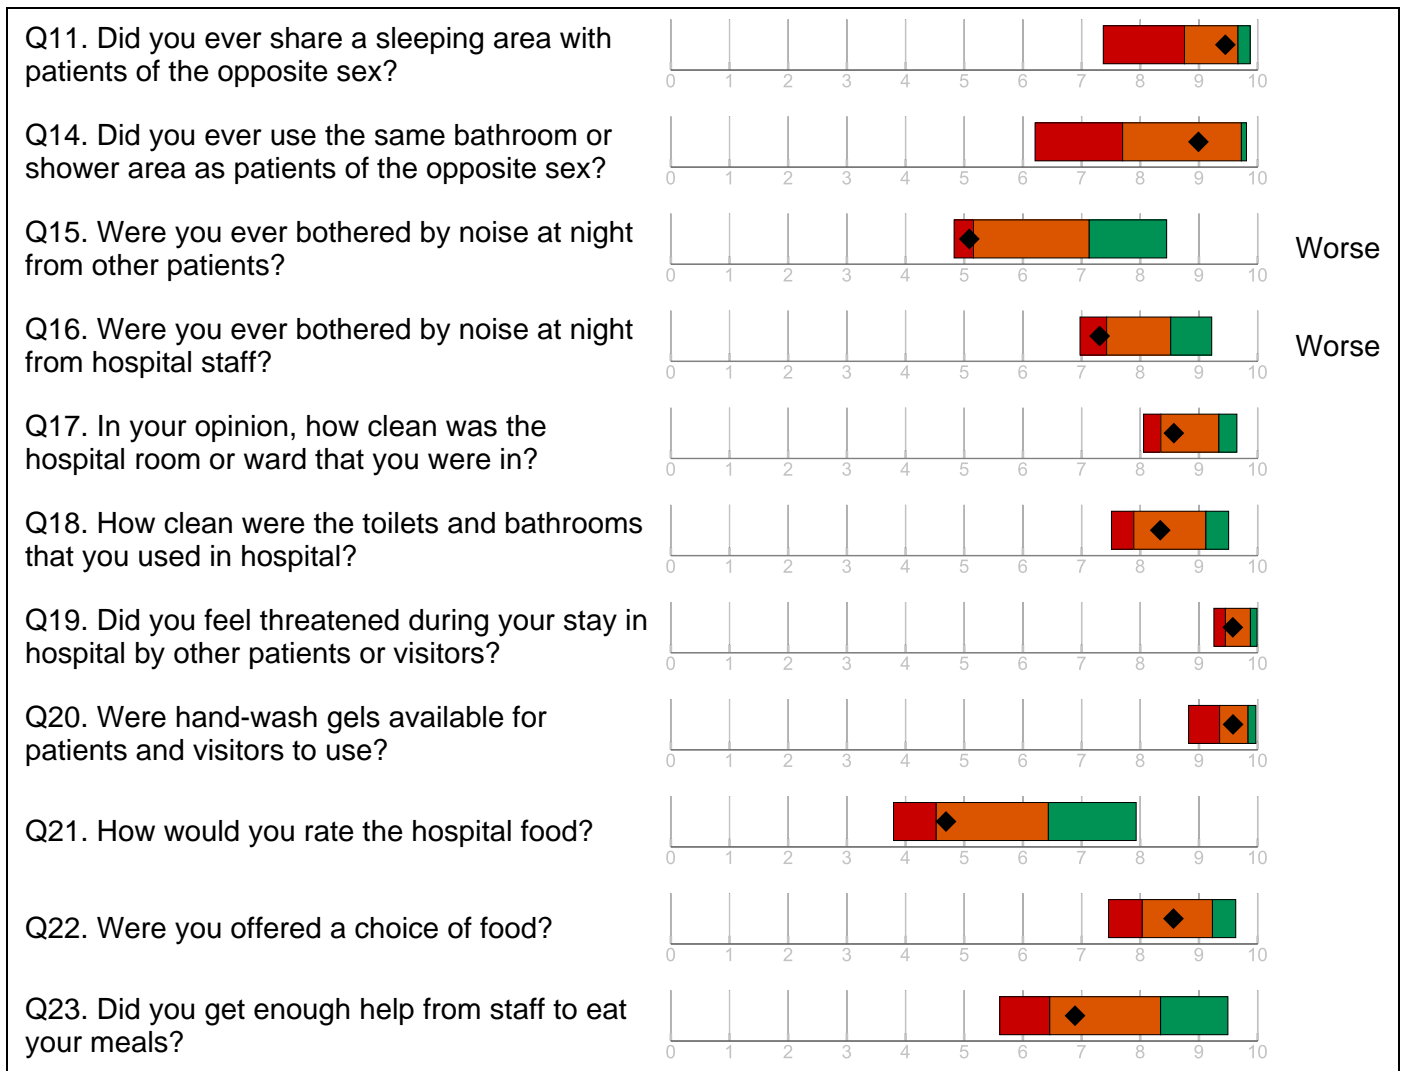 Q11. Did you ever share a sleeping area with
patients of the opposite sex?
0 1 2 3 4 5 6 7 8 9 10
Q14. Did you ever use the same bathroom or
shower area as patients of the opposite sex?
0 1 2 3 4 5 6 7 8 9 10
Q15. Were you ever bothered by noise at night
from other patients?
Worse
0 1 2 3 4 5 6 7 8 9 10
Q16. Were you ever bothered by noise at night
from hospital staff?
Worse
0 1 2 3 4 5 6 7 8 9 10
Q17. In your opinion, how clean was the
hospital room or ward that you were in?
0 1 2 3 4 5 6 7 8 9 10
Q18. How clean were the toilets and bathrooms
that you used in hospital?
0 1 2 3 4 5 6 7 8 9 10
Q19. Did you feel threatened during your stay in
hospital by other patients or visitors?
0 1 2 3 4 5 6 7 8 9 10
Q20. Were hand-wash gels available for
patients and visitors to use?
0 1 2 3 4 5 6 7 8 9 10
Q21. How would you rate the hospital food?
0 1 2 3 4 5 6 7 8 9 10
Q22. Were you offered a choice of food?
0 1 2 3 4 5 6 7 8 9 10
Q23. Did you get enough help from staff to eat
your meals?
0 1 2 3 4 5 6 7 8 9 10